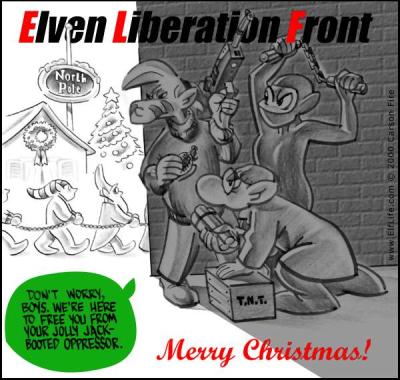 Elven Liberation Front
North
Pole
T.N.T.
DON'T WORRY,
BOYS. WE'RE HERE
TO FREE YOU FROM
YOUR JOLLY JACK-
BOOTED OPPRESSOR.
Merry Christmas!
www.ElfLife.com © 2000 Carson Fire